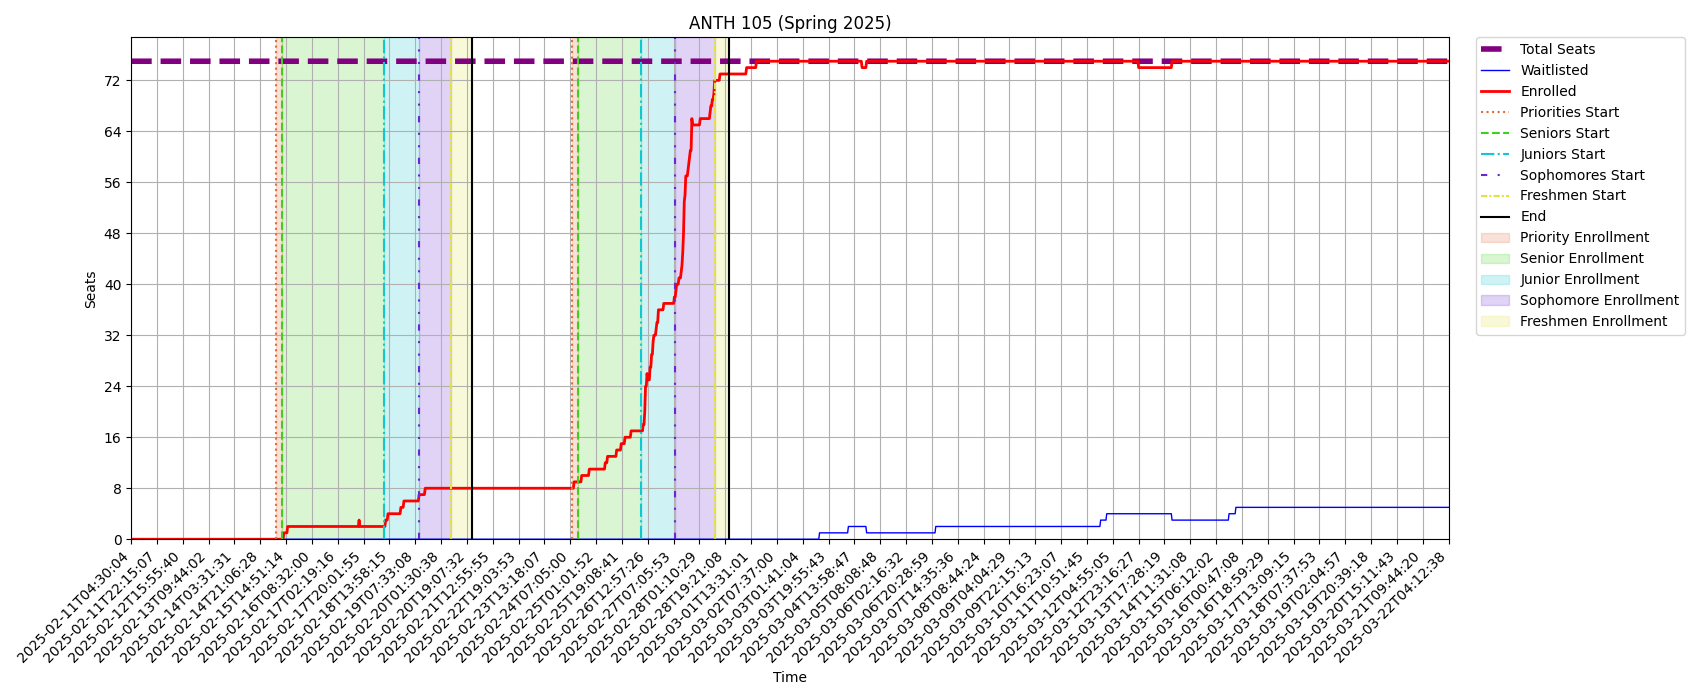 ANTH 105 (Spring 2025)
Total Seats
Waitlisted
Enrolled
Priorities Start
Seniors Start
Juniors Start
Sophomores Start
Freshmen Start
End
Priority Enrollment
Senior Enrollment
Junior Enrollment
Sophomore Enrollment
Freshmen Enrollment
Seats
72
64
56
48
40
32
24
16
8
0
2025-02-11T04:30:04
2025-02-11T22:15:07
2025-02-12T15:55:40
2025-02-13T09:44:02
2025-02-14T03:31:31
2025-02-14T21:06:28
2025-02-15T14:51:14
2025-02-16T08:32:00
2025-02-17T02:19:16
2025-02-17T20:01:55
2025-02-18T13:58:15
2025-02-19T07:33:08
2025-02-20T01:30:38
2025-02-20T19:07:32
2025-02-21T12:55:55
2025-02-22T19:03:53
2025-02-23T13:18:07
2025-02-24T07:05:00
2025-02-25T01:01:52
2025-02-25T19:08:41
2025-02-26T12:57:26
2025-02-27T07:05:53
2025-02-28T01:10:29
2025-02-28T19:21:08
2025-03-01T13:31:01
2025-03-02T07:37:00
2025-03-03T01:41:04
2025-03-03T19:55:43
2025-03-04T13:58:47
2025-03-05T08:08:48
2025-03-06T02:16:32
2025-03-06T20:28:59
2025-03-07T14:35:36
2025-03-08T08:44:24
2025-03-09T04:04:29
2025-03-09T22:15:13
2025-03-10T16:23:07
2025-03-11T10:51:45
2025-03-12T04:55:05
2025-03-12T23:16:27
2025-03-13T17:28:19
2025-03-14T11:31:08
2025-03-15T06:12:02
2025-03-16T00:47:08
2025-03-16T18:59:29
2025-03-17T13:09:15
2025-03-18T07:37:53
2025-03-19T02:04:57
2025-03-19T20:39:18
2025-03-20T15:11:43
2025-03-21T09:44:20
2025-03-22T04:12:38
Time